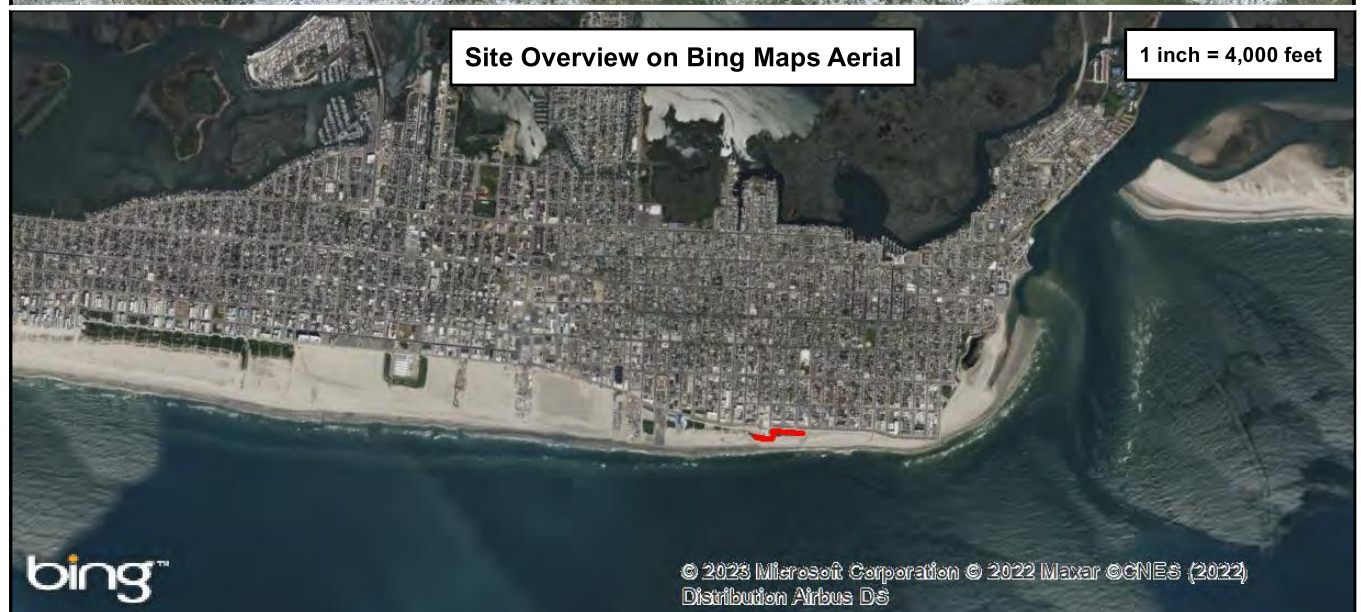 Site Overview on Bing Maps Aerial
1 inch = 4,000 feet
bing™
© 2023 Microsoft Corporation © 2022 Maxar ©CNES (2022)
Distribution Airbus DS